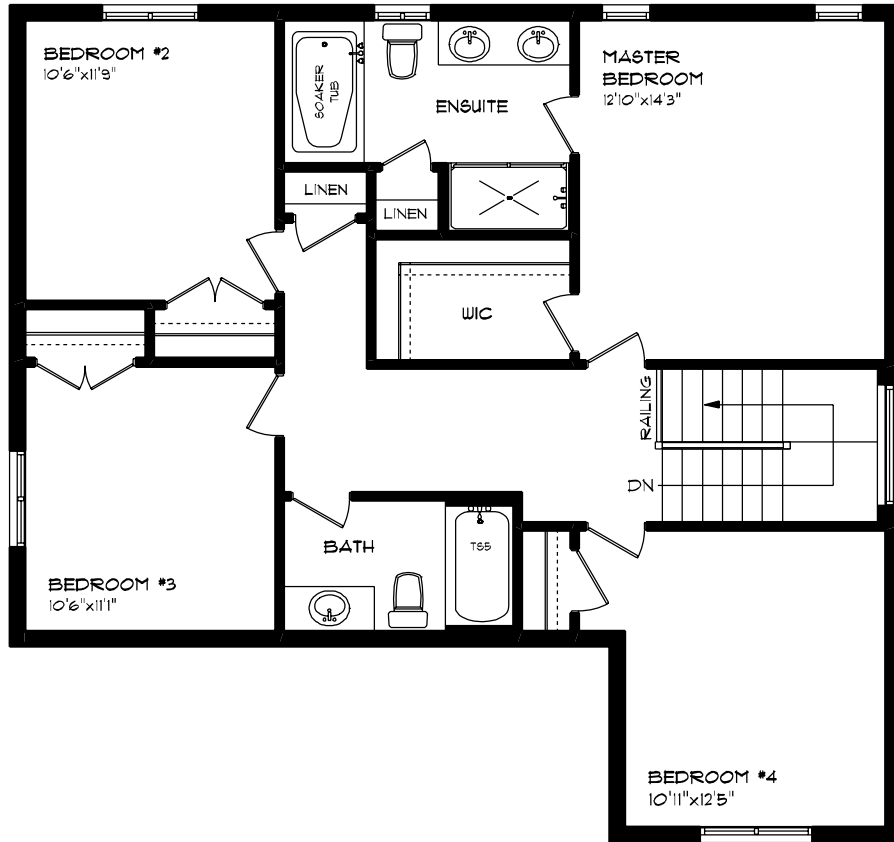 BEDROOM #2
10'6"x11'9"
SOAKER
TUB
ENSUITE
MASTER
BEDROOM
12'10"x14'3"
LINEN
LINEN
WIC
RAILING
DN
BATH
TS5
BEDROOM #3
10'6"x11'1"
BEDROOM #4
10'11"x12'5"